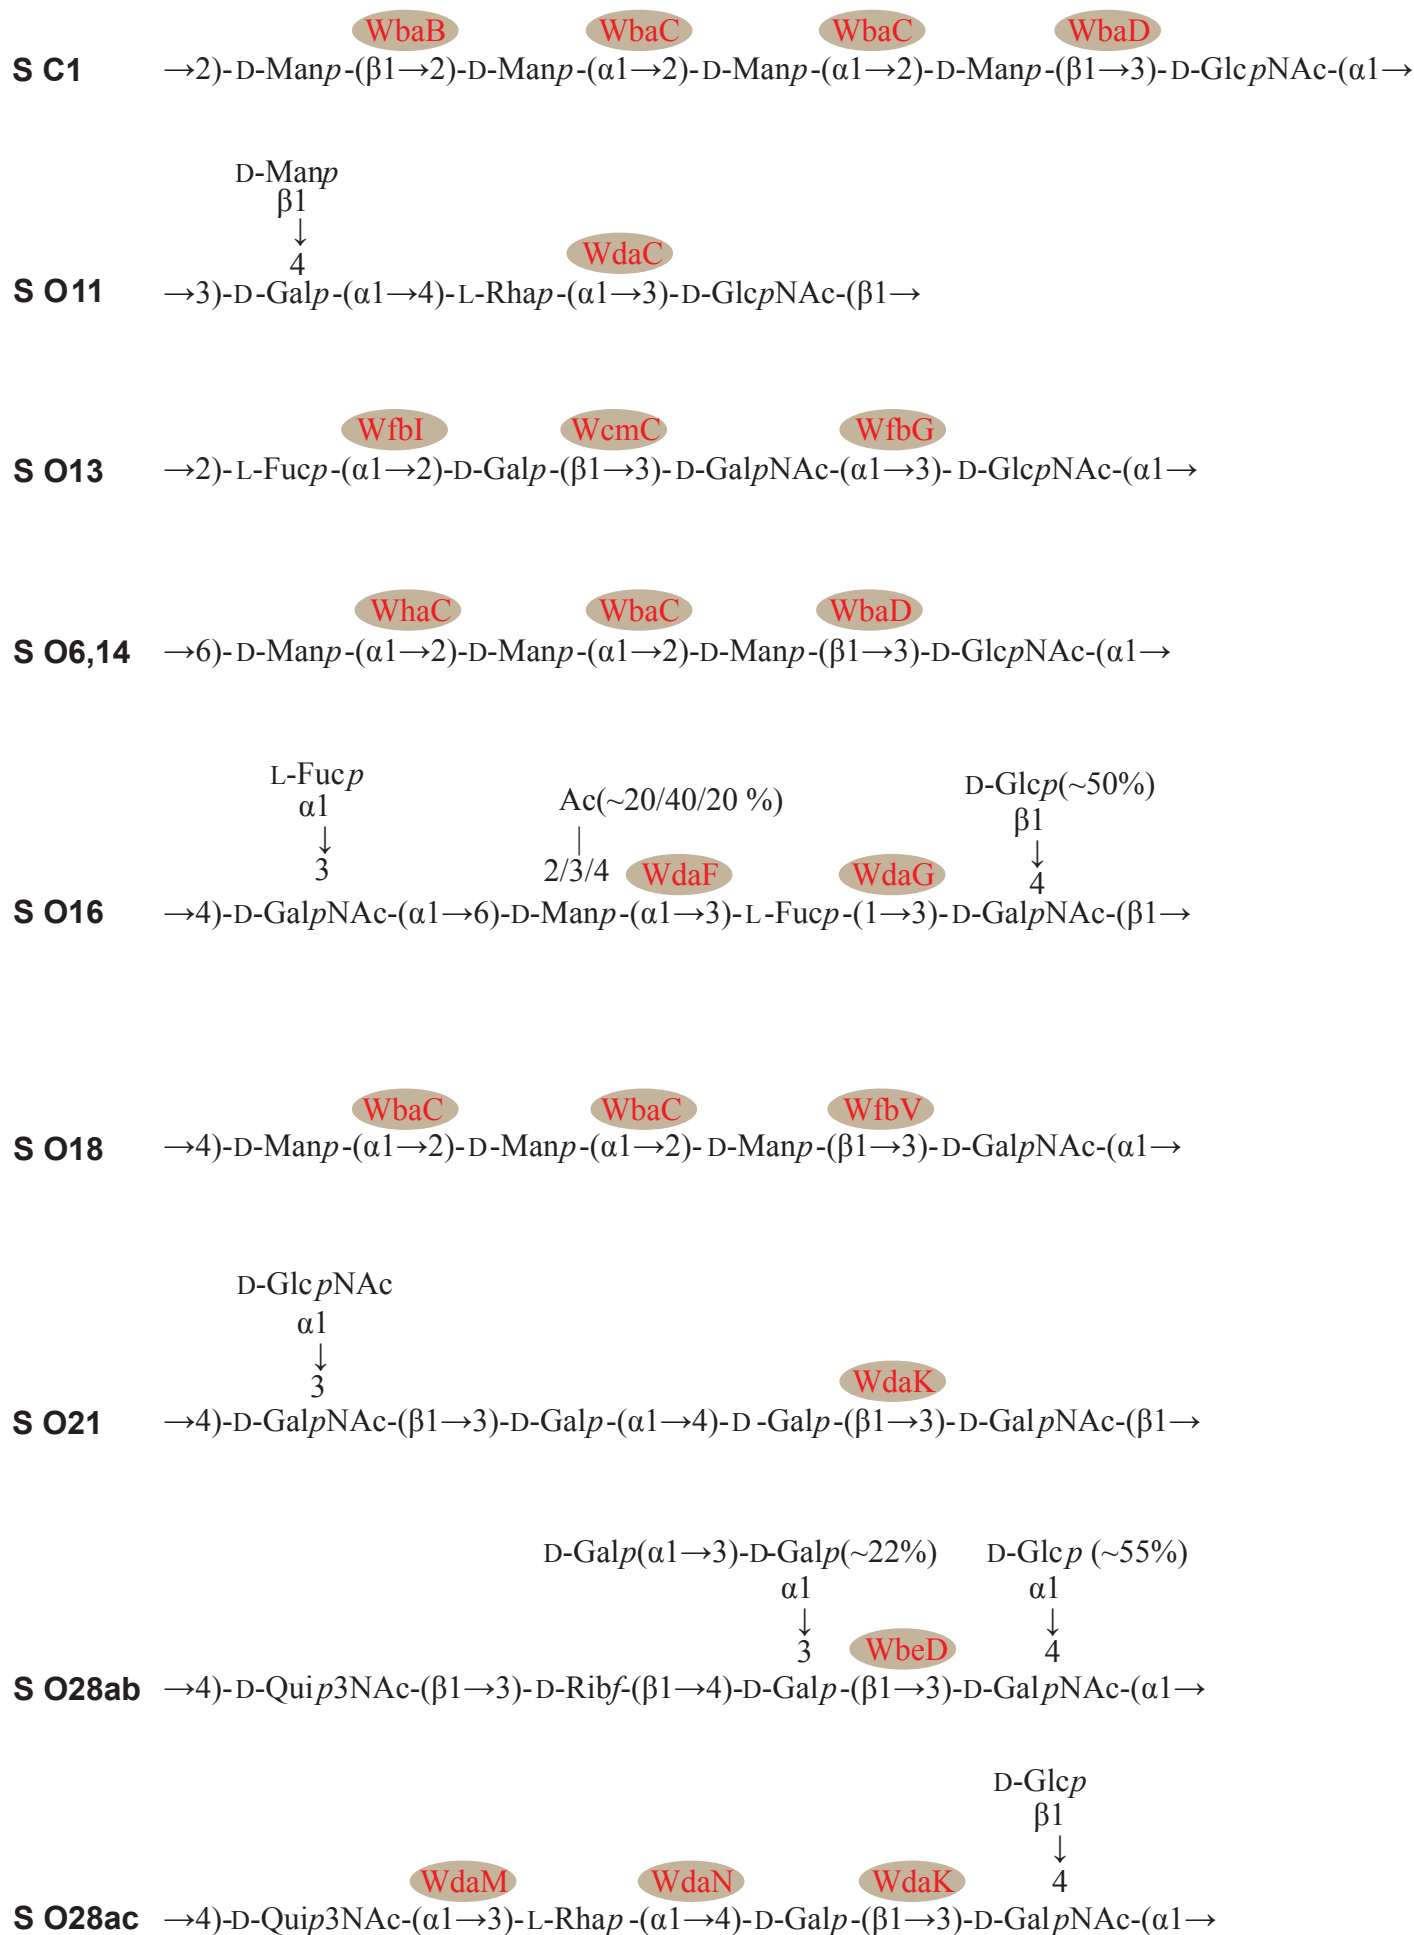 WbaB WbaC WbaC WbaD
S C1 →2)-D-Manp-(β1→2)-D-Manp-(α1→2)-D-Manp-(α1→2)-D-Manp-(β1→3)-D-GlcpNAc-(α1→
D-Manp
β1
↓
4 WdaC
S O11 →3)-D-Galp-(α1→4)-L-Rhap-(α1→3)-D-GlcpNAc-(β1→
WfbI WcmC WfbG
S O13 →2)-L-Fucp-(α1→2)-D-Galp-(β1→3)-D-GalpNAc-(α1→3)-D-GlcpNAc-(α1→
WhaC WbaC WbaD
S O6,14 →6)-D-Manp-(α1→2)-D-Manp-(α1→2)-D-Manp-(β1→3)-D-GlcpNAc-(α1→
L-Fucp Ac(~20/40/20 %) D-Glcp(~50%)
α1 | β1
↓ ↓
3 2/3/4 WdaF WdaG 4
S O16 →4)-D-GalpNAc-(α1→6)-D-Manp-(α1→3)-L-Fucp-(1→3)-D-GalpNAc-(β1→
WbaC WbaC WfbV
S O18 →4)-D-Manp-(α1→2)-D-Manp-(α1→2)-D-Manp-(β1→3)-D-GalpNAc-(α1→
D-GlcpNAc
α1
↓
3 WdaK
S O21 →4)-D-GalpNAc-(β1→3)-D-Galp-(α1→4)-D-Galp-(β1→3)-D-GalpNAc-(β1→
D-Galp(α1→3)-D-Galp(~22%) D-Glcp (~55%)
α1 α1
↓ ↓
3 WbeD 4
S O28ab →4)-D-Quip3NAc-(β1→3)-D-Ribf-(β1→4)-D-Galp-(β1→3)-D-GalpNAc-(α1→
D-Glcp
β1
↓
WdaM WdaN WdaK 4
S O28ac →4)-D-Quip3NAc-(α1→3)-L-Rhap-(α1→4)-D-Galp-(β1→3)-D-GalpNAc-(α1→